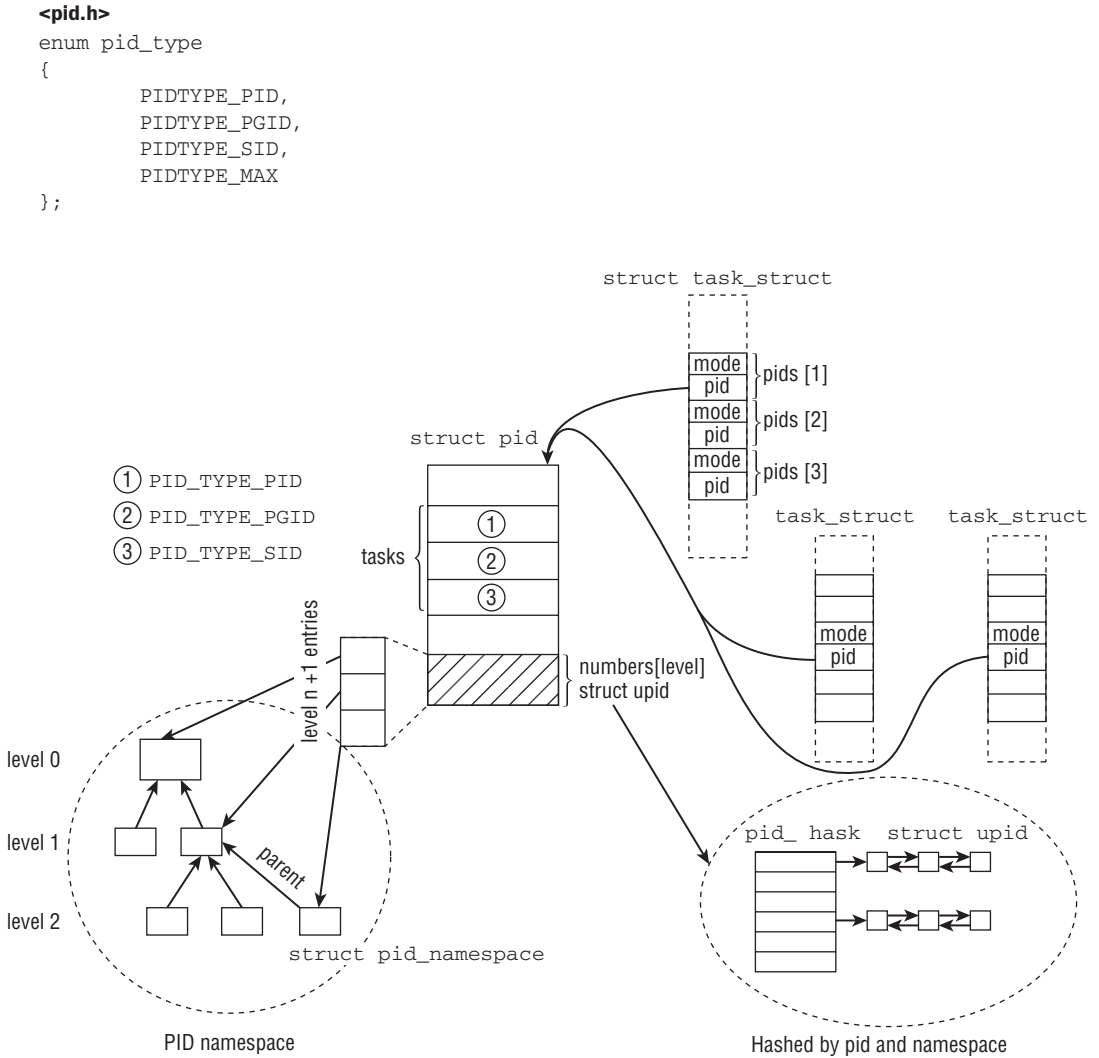 <pid.h>
enum pid_type
{
PIDTYPE_PID,
PIDTYPE_PGID,
PIDTYPE_SID,
PIDTYPE_MAX
};
struct task_struct
mode
pid
pids [1]
mode
pid
pids [2]
mode
pid
pids [3]
struct pid
1 PID_TYPE_PID
2 PID_TYPE_PGID
3 PID_TYPE_SID
tasks
1
2
3
task_struct
task_struct
mode
pid
mode
pid
level n +1 entries
numbers[level]
struct upid
level 0
level 1
level 2
parent
struct pid_namespace
PID namespace
pid_ hask
struct upid
Hashed by pid and namespace